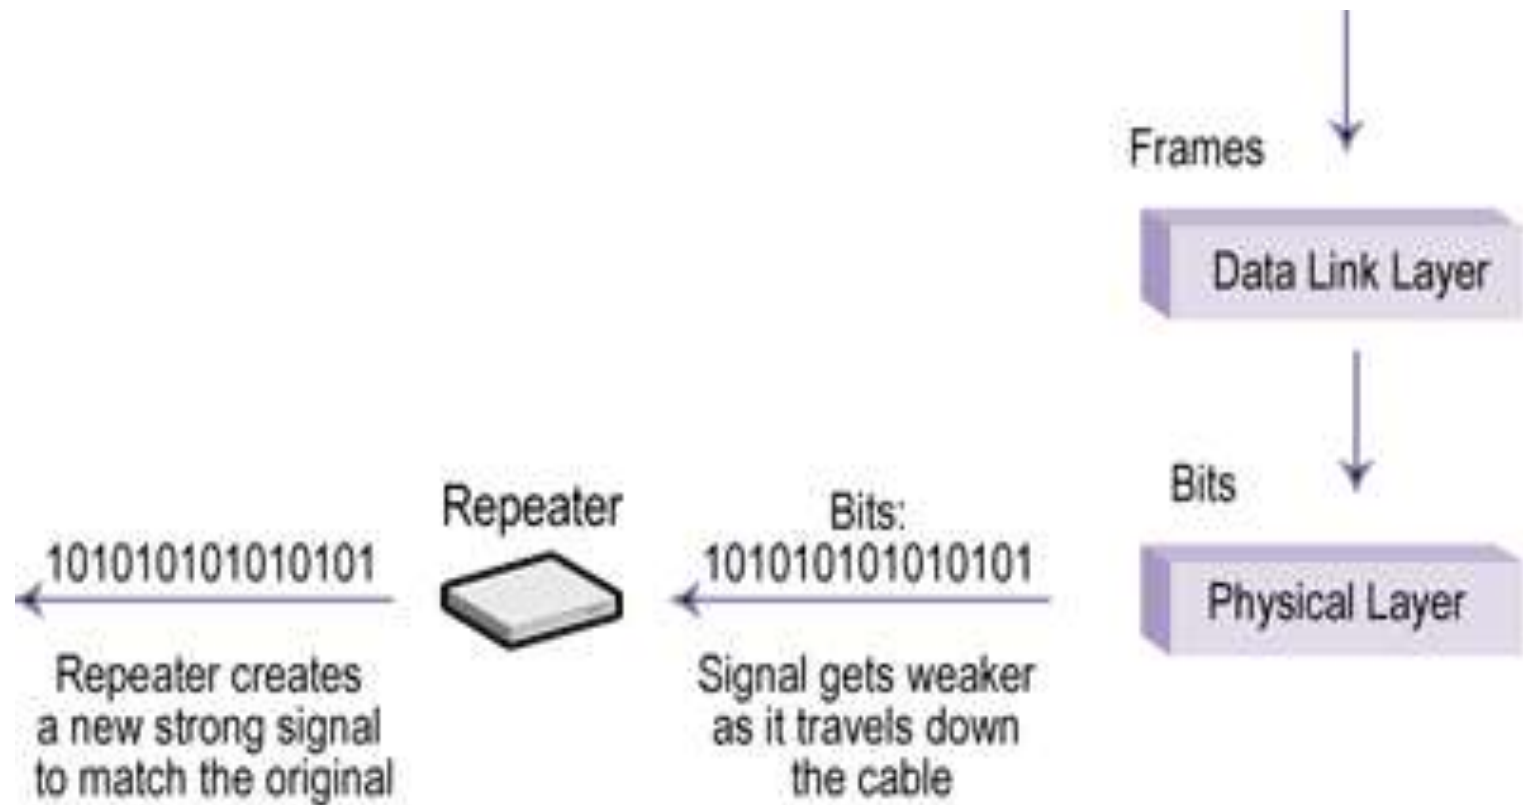 Frames
Data Link Layer
Bits
Physical Layer
Bits:
101010101010101
Signal gets weaker
as it travels down
the cable
Repeater
101010101010101
Repeater creates
a new strong signal
to match the original